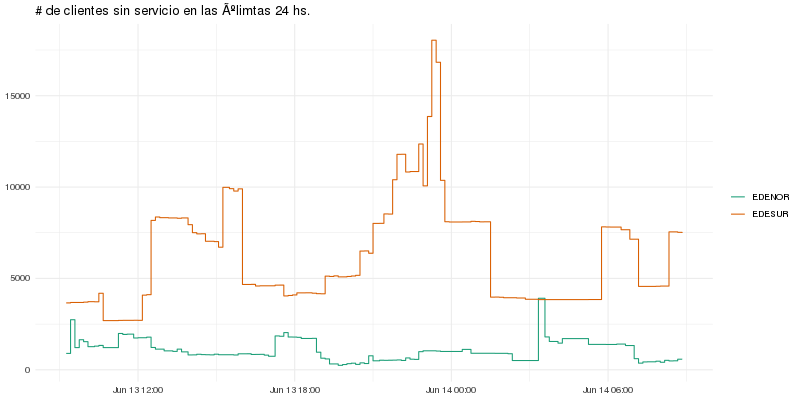 # de clientes sin servicio en las Ãºlimtas 24 hs.
15000
10000
5000
0
Jun 13 12:00
Jun 13 18:00
Jun 14 00:00
Jun 14 06:00
EDENOR
EDESUR